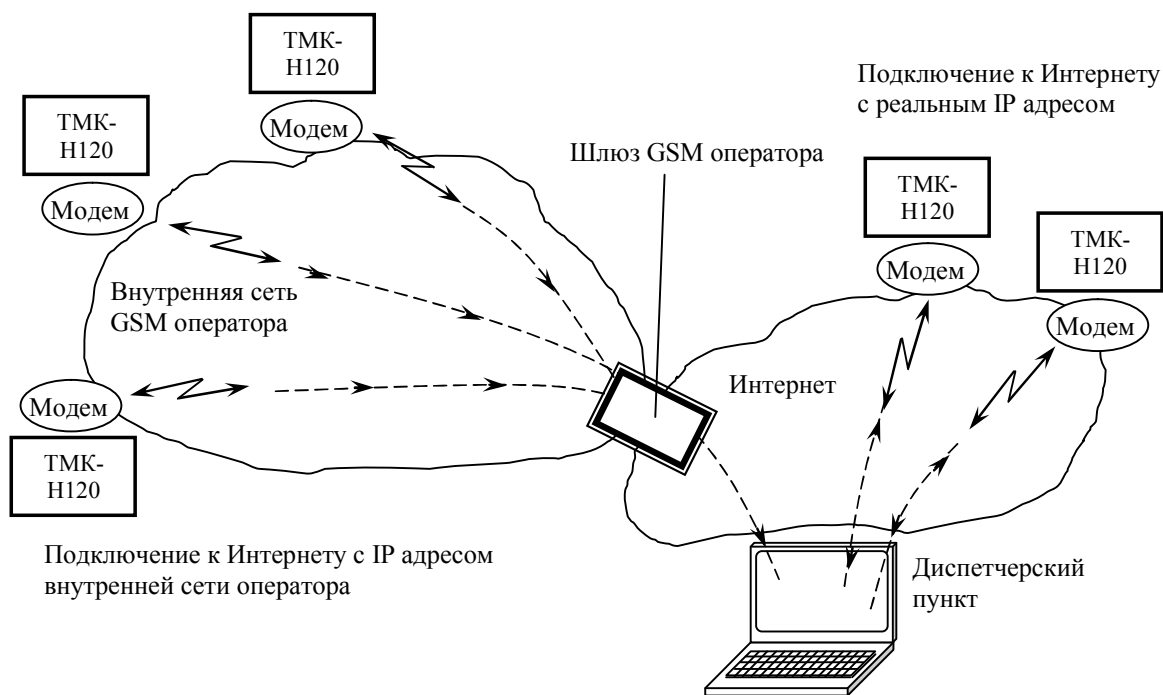 ТМК-
Н120
Модем
ТМК-
Н120
Модем
Внутренняя сеть
GSM оператора
Модем
ТМК-
Н120
Подключение к Интернету с IP адресом
внутренней сети оператора
Шлюз GSM оператора
Подключение к Интернету
с реальным IP адресом
ТМК-
Н120
Модем
ТМК-
Н120
Модем
Интернет
Диспетчерский
пункт